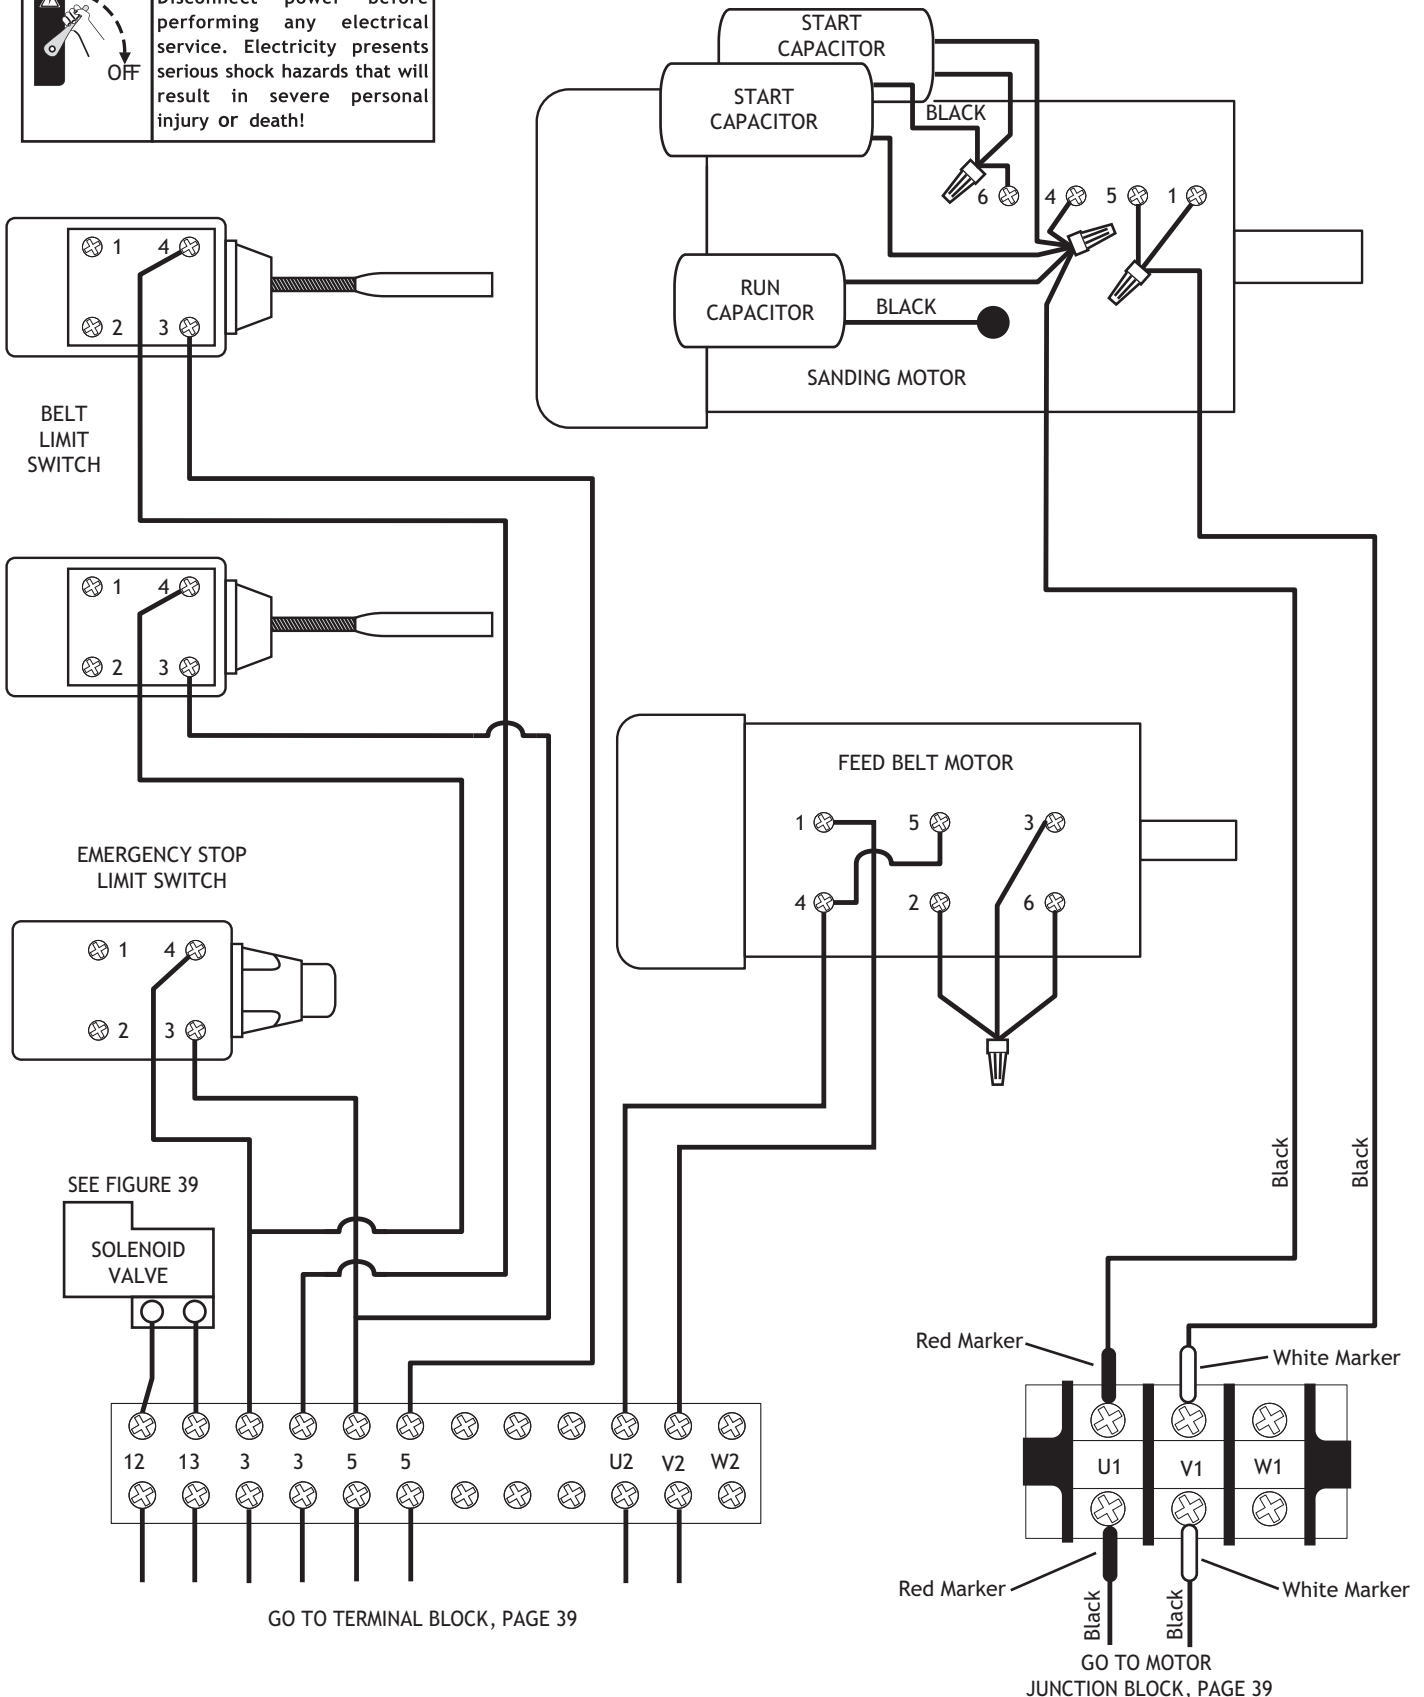 Disconnect power before
performing any electrical
service. Electricity presents
serious shock hazards that will
result in severe personal
injury or death!
OFF
START
CAPACITOR
START
CAPACITOR
BLACK
6
4
5
1
RUN
CAPACITOR
BLACK
SANDING MOTOR
1
4
2
3
BELT
LIMIT
SWITCH
1
4
2
3
FEED BELT MOTOR
1
5
3
4
2
6
EMERGENCY STOP
LIMIT SWITCH
1
4
2
3
SEE FIGURE 39
SOLENOID
VALVE
Black
Black
Red Marker
White Marker
12
13
3
3
5
5
U2
V2
W2
U1
V1
W1
Red Marker
White Marker
Black
Black
GO TO TERMINAL BLOCK, PAGE 39
GO TO MOTOR
JUNCTION BLOCK, PAGE 39